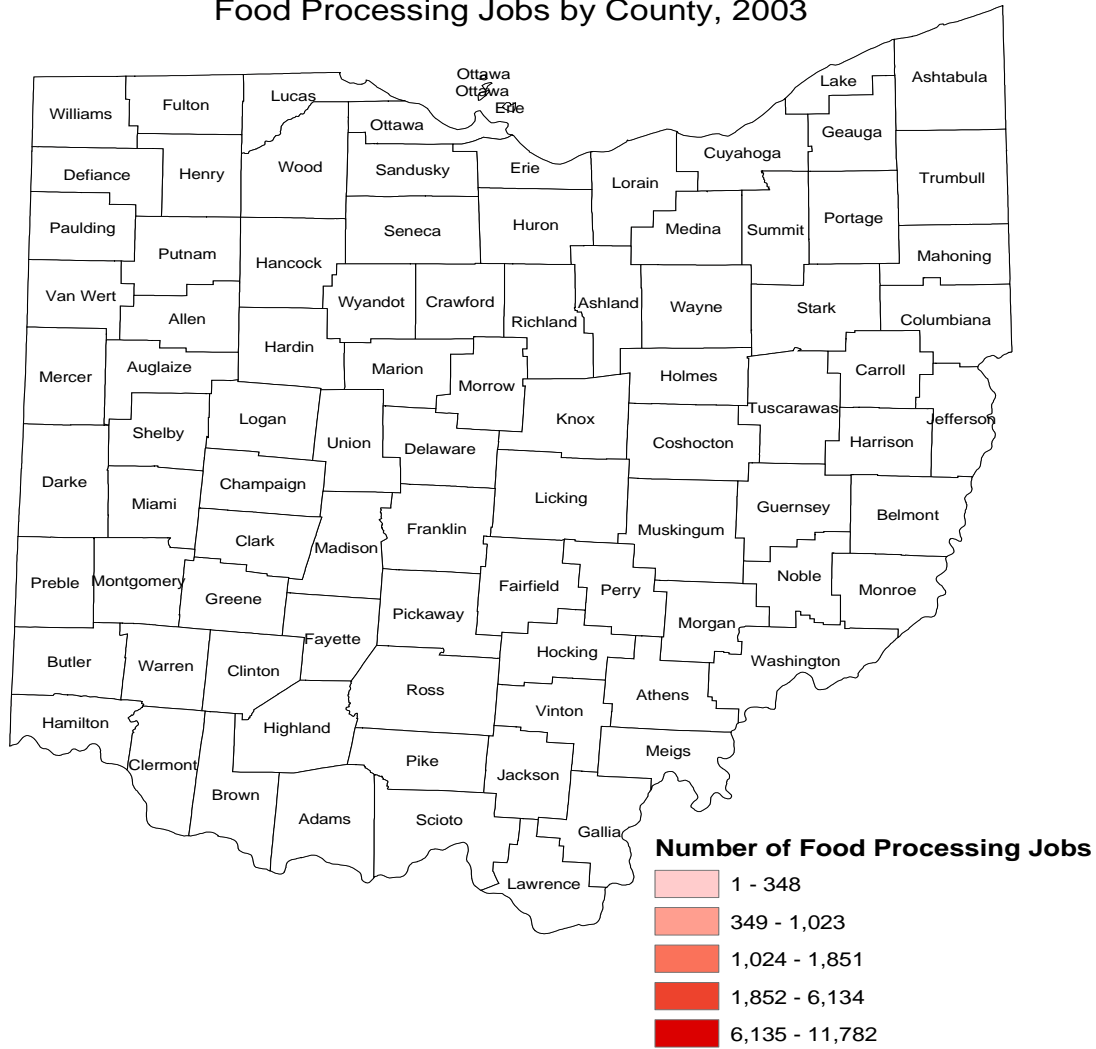 Food Processing Jobs by County, 2003
Ottawa
Ottawa
Erie
Lake
Ashtabula
Williams
Fulton
Lucas
Ottawa
Geauga
Cuyahoga
Defiance
Henry
Wood
Sandusky
Erie
Lorain
Trumbull
Paulding
Putnam
Hancock
Seneca
Huron
Medina
Summit
Portage
Mahoning
Van Wert
Allen
Wyandot
Crawford
Richland
Ashland
Wayne
Stark
Columbiana
Mercer
Auglaize
Hardin
Marion
Morrow
Holmes
Carroll
Tuscarawas
Jefferson
Shelby
Logan
Union
Delaware
Knox
Coshocton
Harrison
Darke
Miami
Champaign
Licking
Guernsey
Belmont
Clark
Madison
Franklin
Muskingum
Preble
Montgomery
Greene
Pickaway
Fairfield
Perry
Noble
Monroe
Morgan
Fayette
Hocking
Washington
Butler
Warren
Clinton
Ross
Athens
Vinton
Hamilton
Highland
Clermont
Pike
Jackson
Meigs
Brown
Adams
Scioto
Gallia
Lawrence
Number of Food Processing Jobs
1 - 348
349 - 1,023
1,024 - 1,851
1,852 - 6,134
6,135 - 11,782